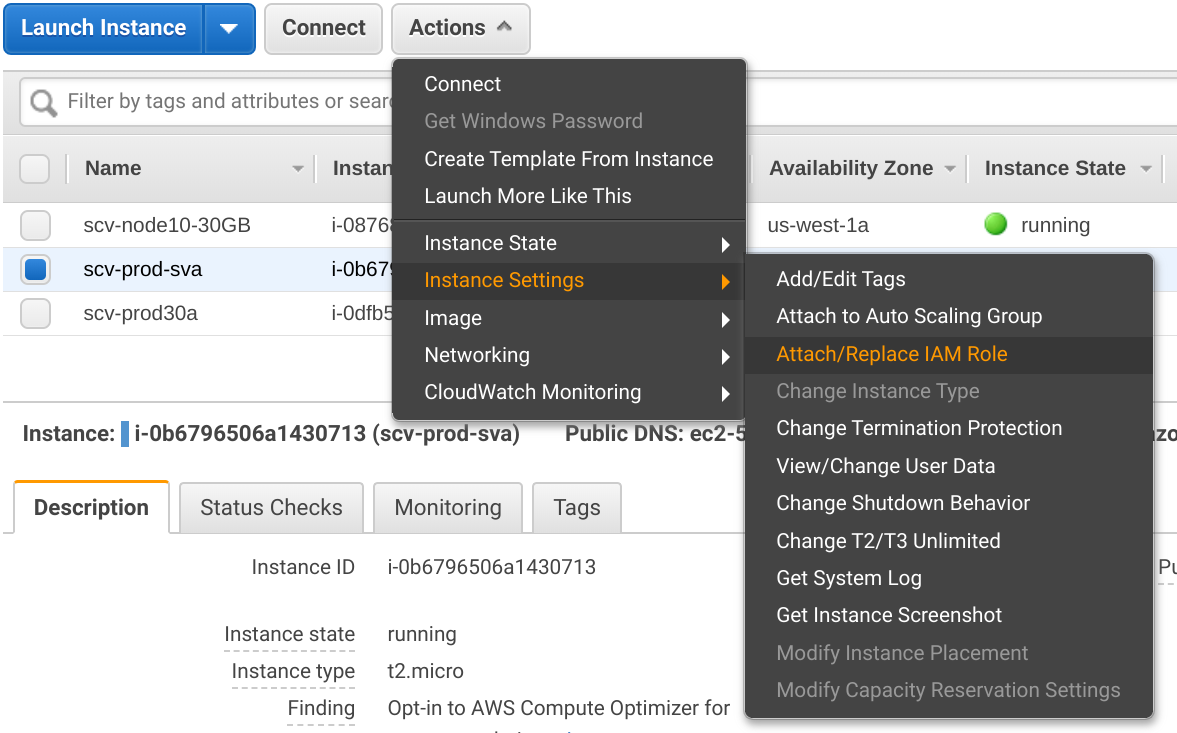 Launch Instance
Connect
Actions
Filter by tags and attributes or sear
Connect
Get Windows Password
Create Template From Instance
Launch More Like This
Instance State
Instance Settings
Image
Networking
CloudWatch Monitoring
Add/Edit Tags
Attach to Auto Scaling Group
Attach/Replace IAM Role
Change Instance Type
Change Termination Protection
View/Change User Data
Change Shutdown Behavior
Change T2/T3 Unlimited
Get System Log
Get Instance Screenshot
Modify Instance Placement
Modify Capacity Reservation Settings
Name Instan Availability Zone Instance State
scv-node10-30GB i-0876 us-west-1a running
scv-prod-sva i-0b679
scv-prod30a i-0dfb5
Instance: i-0b6796506a1430713 (scv-prod-sva) Public DNS: ec2-5 zo
Description Status Checks Monitoring Tags
Instance ID i-0b6796506a1430713 Pu
Instance state running
Instance type t2.micro
Finding Opt-in to AWS Compute Optimizer for